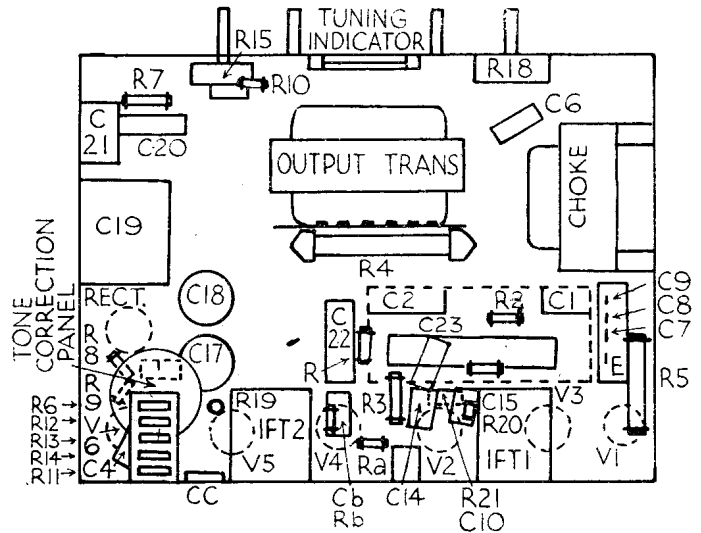 TUNING
INDICATOR
R15
R18
R7
R10
C6
C
21
C20
OUTPUT TRANS
CHOKE
C19
R4
TONE
CORRECTION
PANEL
RECT.
C18
C2
R2
C1
C9
C8
C7
C
22
C23
R
8
C17
R
E
R5
R
9
R3
V3
R6
R19
C15
R12
V
6
IFT2
R20
R13
R14
C4
V5
V4
Ra
V2
IFT1
V1
R11
CC
Cb
Rb
C14
R21
C10